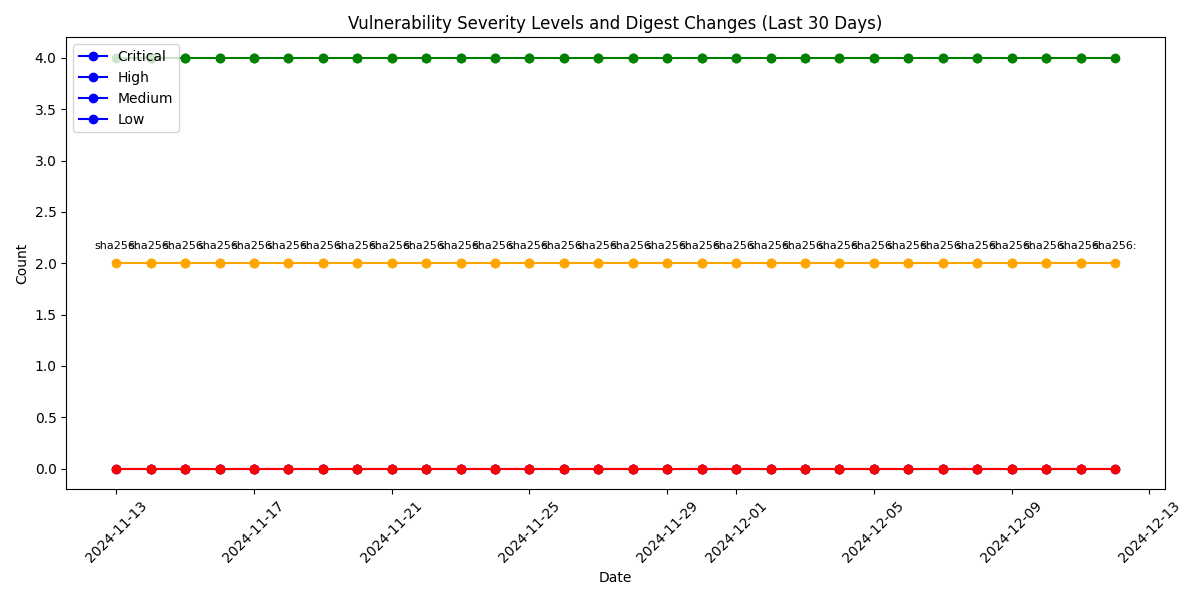 Vulnerability Severity Levels and Digest Changes (Last 30 Days)
Critical
High
Medium
Low
4.0
3.5
3.0
2.5
2.0
1.5
1.0
0.5
0.0
Count
sha256: sha256: sha256: sha256: sha256: sha256: sha256: sha256: sha256: sha256: sha256: sha256: sha256: sha256: sha256: sha256: sha256: sha256: sha256: sha256: sha256: sha256: sha256: sha256: sha256: sha256: sha256: sha256: sha256: sha256:
2024-11-13
2024-11-17
2024-11-21
2024-11-25
2024-11-29
2024-12-01
2024-12-05
2024-12-09
2024-12-13
Date